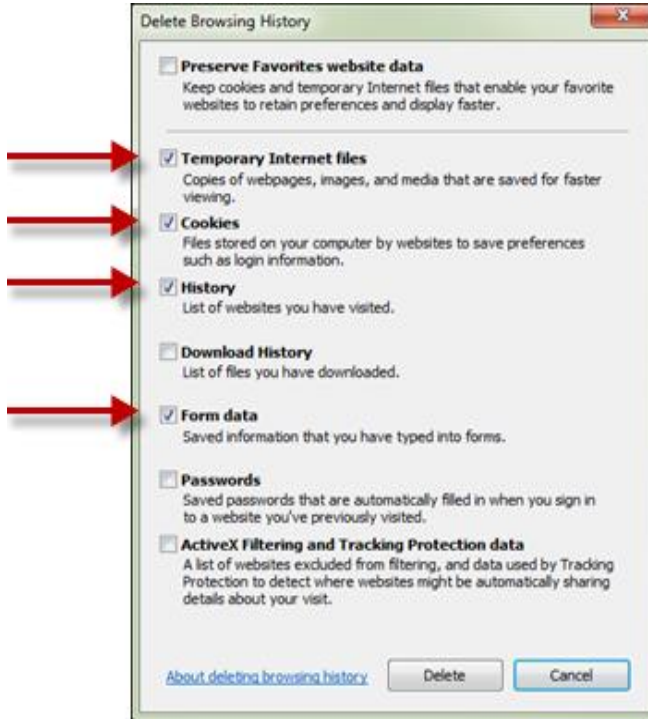 Delete Browsing History
Preserve Favorites website data
Keep cookies and temporary Internet files that enable your favorite
websites to retain preferences and display faster.
Temporary Internet files
Copies of webpages, images, and media that are saved for faster
viewing.
Cookies
Files stored on your computer by websites to save preferences
such as login information.
History
List of websites you have visited.
Download History
List of files you have downloaded.
Form data
Saved information that you have typed into forms.
Passwords
Saved passwords that are automatically filled in when you sign in
to a website you've previously visited.
ActiveX Filtering and Tracking Protection data
A list of websites excluded from filtering, and data used by Tracking
Protection to detect where websites might be automatically sharing
details about your visit.
About deleting browsing history
Delete
Cancel